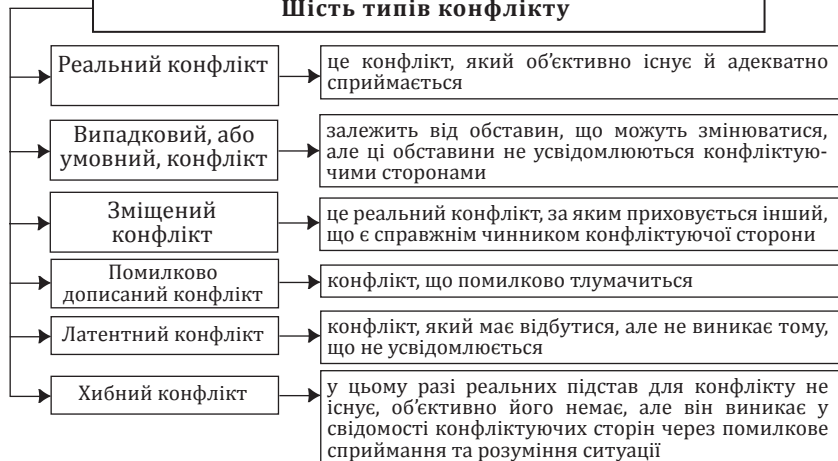 Шість типів конфлікту
Реальний конфлікт
це конфлікт, який об’єктивно існує й адекватно
сприймається
Випадковий, або
умовний, конфлікт
залежить від обставин, що можуть змінюватися,
але ці обставини не усвідомлюються конфліктую-
чими сторонами
Зміщений
конфлікт
це реальний конфлікт, за яким приховується інший,
що є справжнім чинником конфліктуючої сторони
Помилково
дописаний конфлікт
конфлікт, що помилково тлумачиться
Латентний конфлікт
конфлікт, який має відбутися, але не виникає тому,
що не усвідомлюється
Хибний конфлікт
у цьому разі реальних підстав для конфлікту не
існує, об’єктивно його немає, але він виникає у
свідомості конфліктуючих сторін через помилкове
сприймання та розуміння ситуації